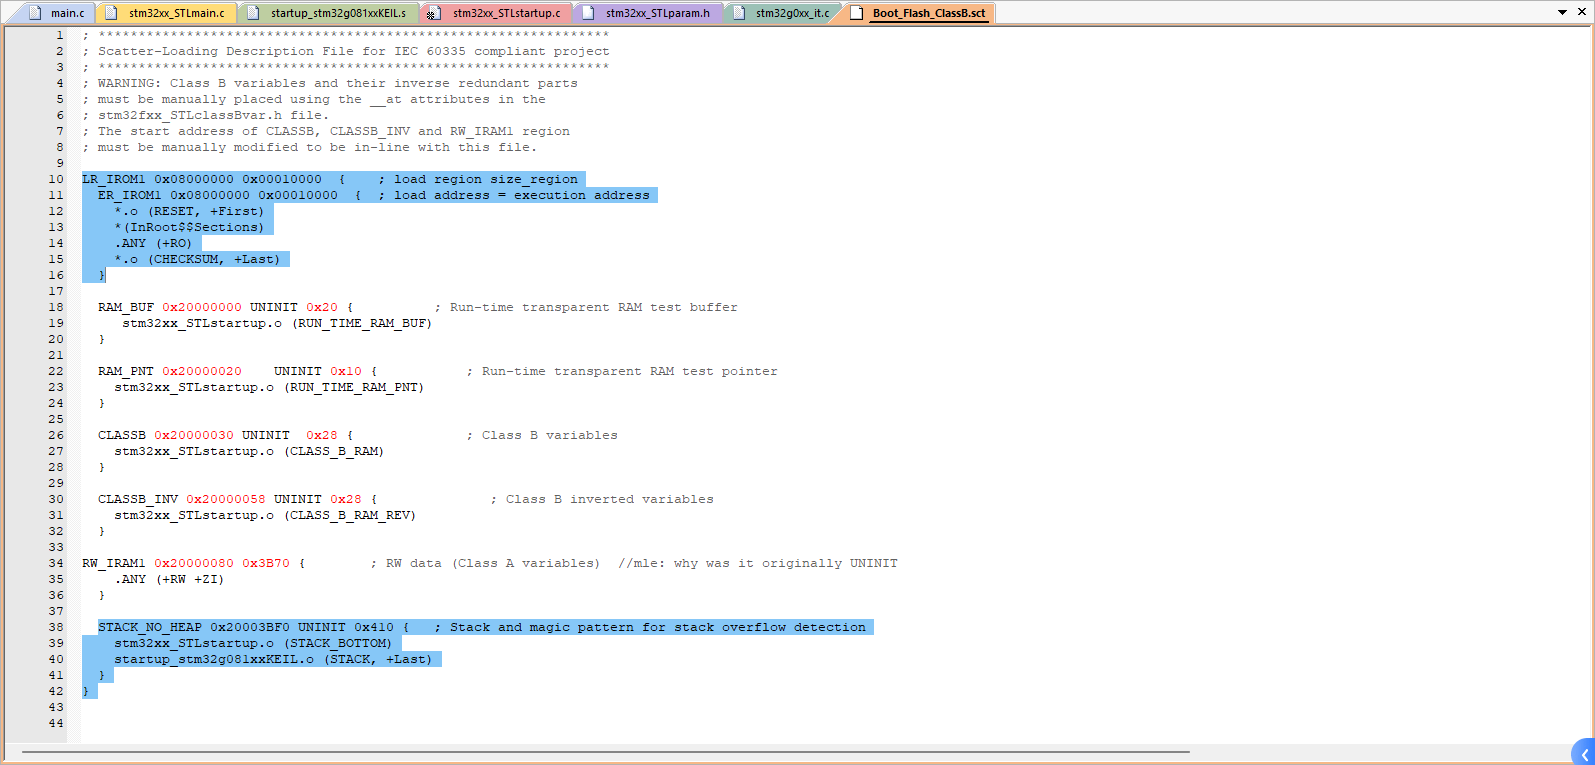 main.c stm32xx_STLmain.c startup_stm32g081xxKEIL.s stm32xx_STLstartup.c stm32xx_STLparam.h stm32g0xx_it.c Boot_Flash_ClassB.sct
1 ; ****************************************************************
2 ; Scatter-Loading Description File for IEC 60335 compliant project
3 ; ****************************************************************
4 ; WARNING: Class B variables and their inverse redundant parts
5 ; must be manually placed using the __at attributes in the
6 ; stm32fxx_STLclassBvar.h file.
7 ; The start address of CLASSB, CLASSB_INV and RW_IRAM1 region
8 ; must be manually modified to be in-line with this file.
9
10 LR_IROM1 0x08000000 0x00010000  {    ; load region size_region
11   ER_IROM1 0x08000000 0x00010000  {  ; load address = execution address
12     *.o (RESET, +First)
13     *(InRoot$$Sections)
14     .ANY (+RO)
15     *.o (CHECKSUM, +Last)
16   }
17
18   RAM_BUF 0x20000000 UNINIT 0x20 {          ; Run-time transparent RAM test buffer
19      stm32xx_STLstartup.o (RUN_TIME_RAM_BUF)
20   }
21
22   RAM_PNT 0x20000020    UNINIT 0x10 {           ; Run-time transparent RAM test pointer
23     stm32xx_STLstartup.o (RUN_TIME_RAM_PNT)
24   }
25
26   CLASSB 0x20000030 UNINIT  0x28 {              ; Class B variables
27     stm32xx_STLstartup.o (CLASS_B_RAM)
28   }
29
30   CLASSB_INV 0x20000058 UNINIT 0x28 {              ; Class B inverted variables
31     stm32xx_STLstartup.o (CLASS_B_RAM_REV)
32   }
33
34 RW_IRAM1 0x20000080 0x3B70 {        ; RW data (Class A variables)  //mle: why was it originally UNINIT
35     .ANY (+RW +ZI)
36   }
37
38   STACK_NO_HEAP 0x20003BF0 UNINIT 0x410 {   ; Stack and magic pattern for stack overflow detection
39     stm32xx_STLstartup.o (STACK_BOTTOM)
40     startup_stm32g081xxKEIL.o (STACK, +Last)
41   }
42 }
43
44